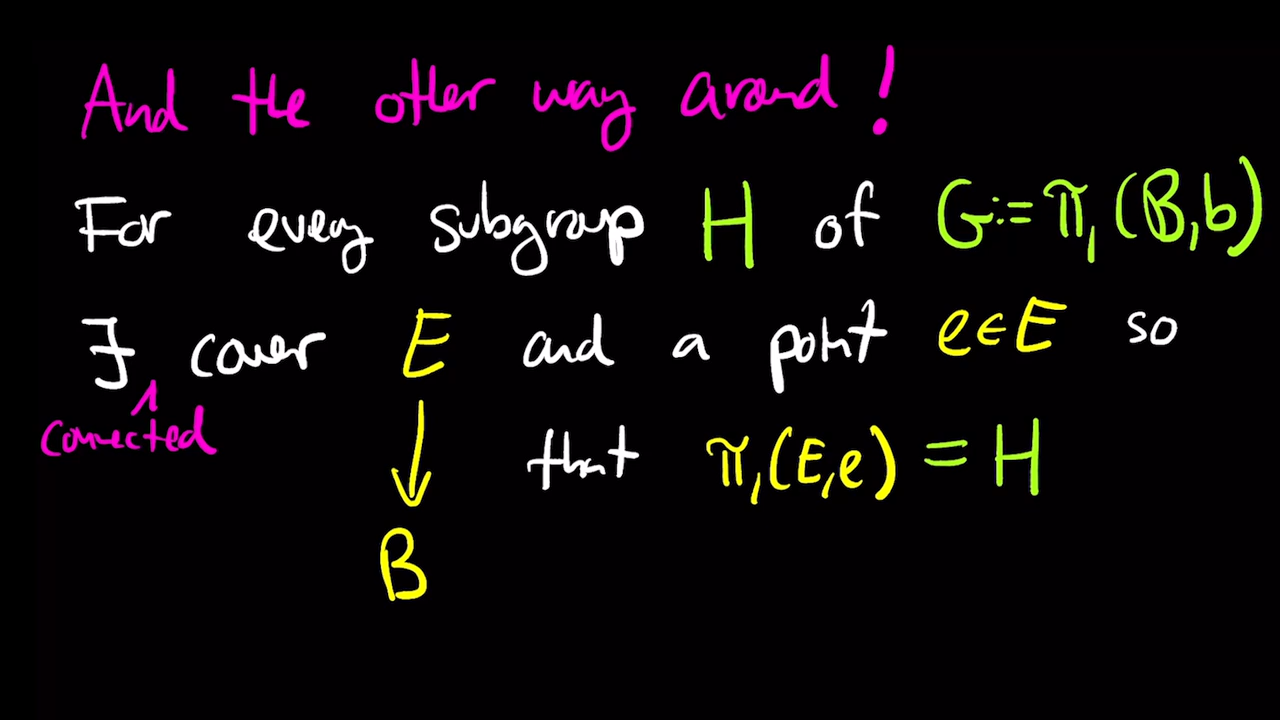 And the other way around!
For every subgroup H of G:=π₁(B,b)
∃ cover E and a point e∈E so
connected
↓ that π₁(E,e) = H
B